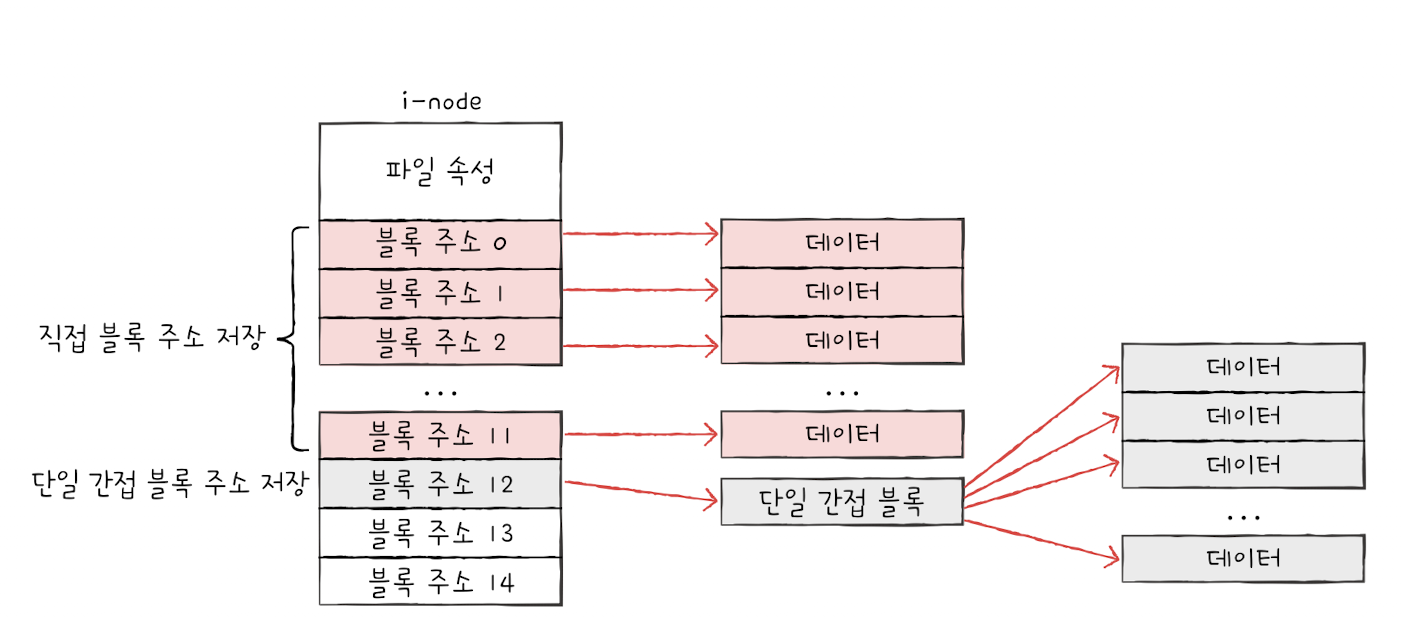 i-node
파일 속성
블록 주소 0
블록 주소 1
블록 주소 2
...
블록 주소 11
블록 주소 12
블록 주소 13
블록 주소 14
직접 블록 주소 저장
단일 간접 블록 주소 저장
데이터
데이터
데이터
...
데이터
단일 간접 블록
데이터
데이터
데이터
...
데이터